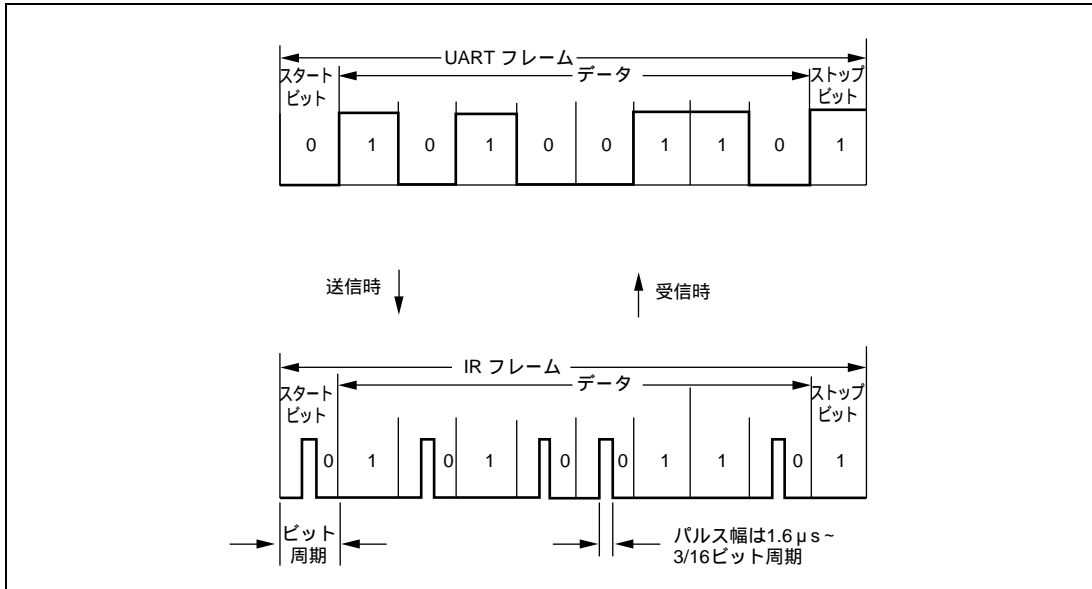 UART フレーム
スタート
ビット
データ
ストップ
ビット
0 1 0 1 0 0 1 1 0 1
送信時
受信時
IR フレーム
スタート
ビット
データ
ストップ
ビット
0 1 0 1 0 0 1 1 0 1
ビット
周期
パルス幅は1.6μs~
3/16ビット周期